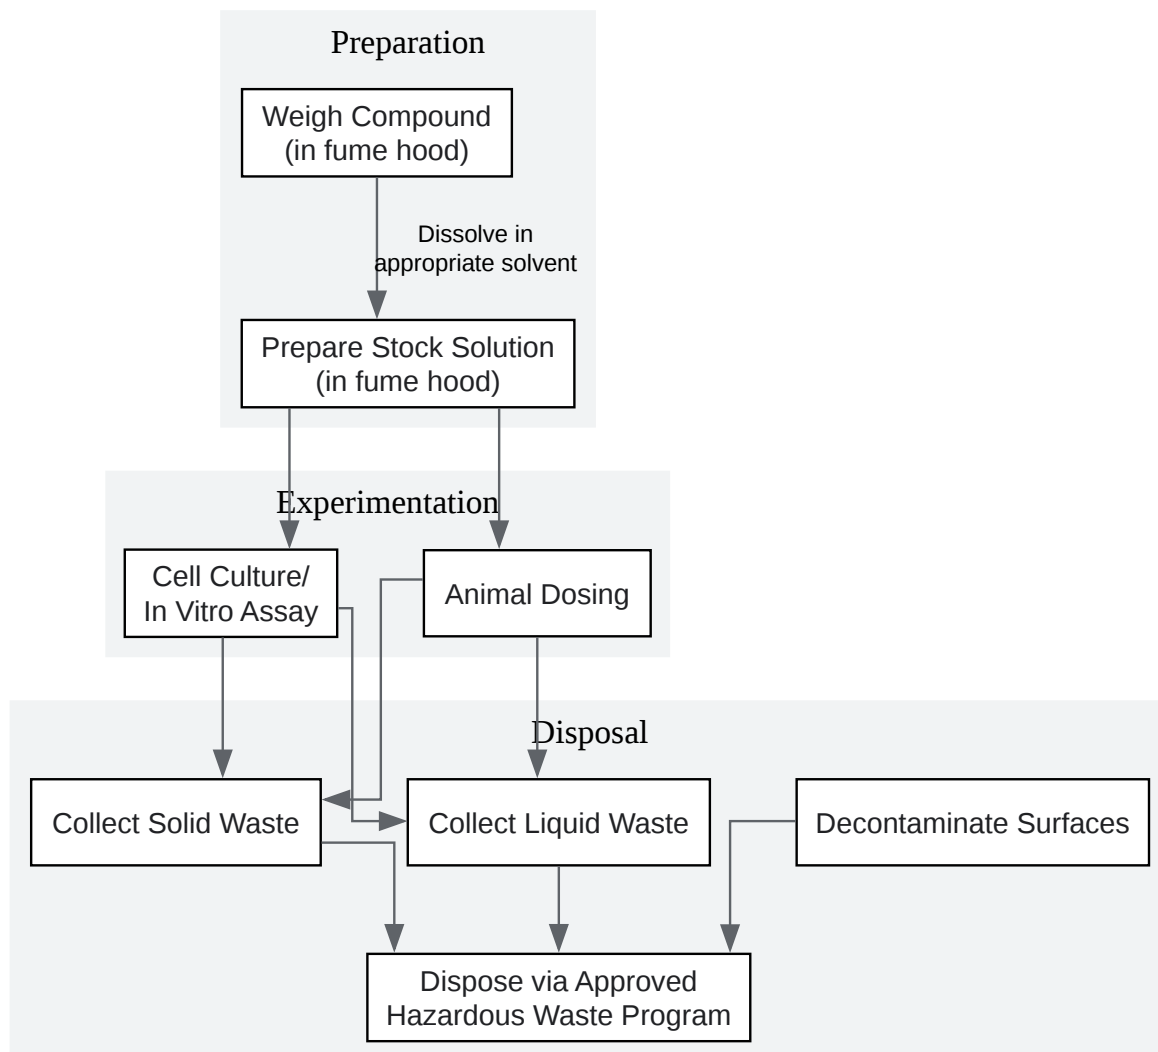 Preparation
Weigh Compound
(in fume hood)
Dissolve in
appropriate solvent
Prepare Stock Solution
(in fume hood)
Experimentation
Cell Culture/
In Vitro Assay
Animal Dosing
Disposal
Collect Solid Waste
Collect Liquid Waste
Decontaminate Surfaces
Dispose via Approved
Hazardous Waste Program